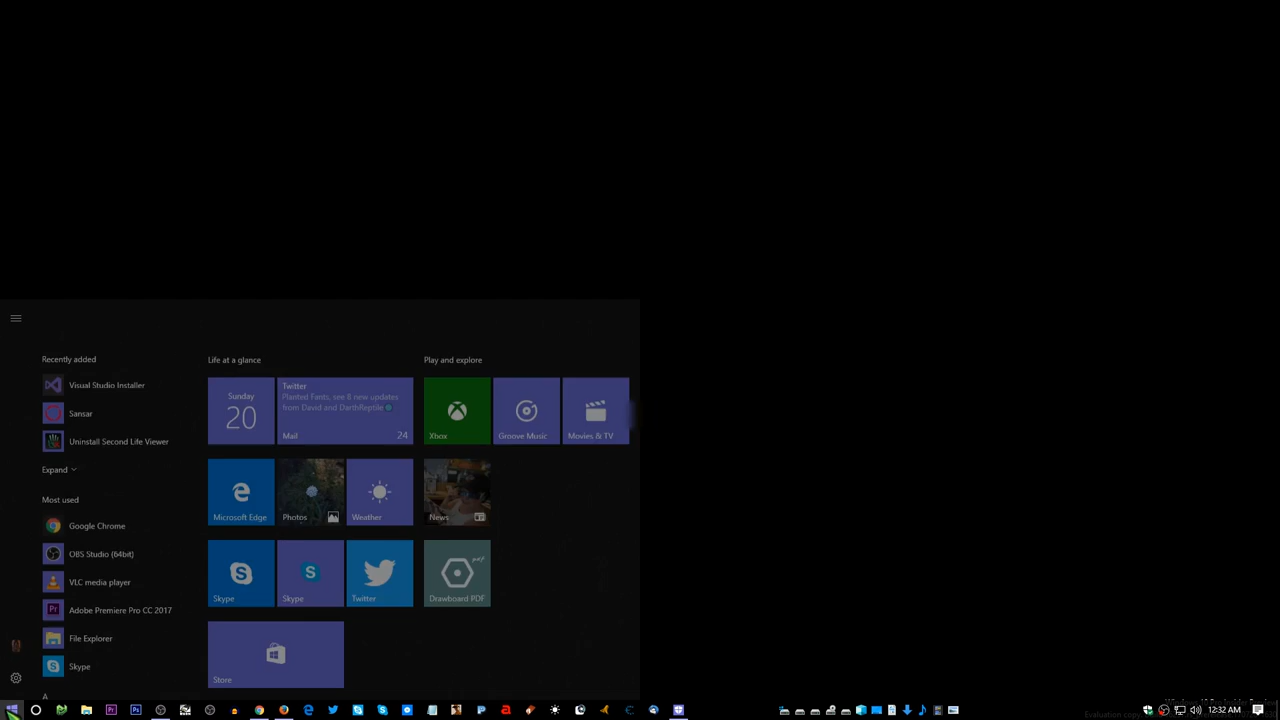 Recently added
Visual Studio Installer
Sansar
Uninstall Second Life Viewer
Expand
Most used
Google Chrome
OBS Studio (64bit)
VLC media player
Adobe Premiere Pro CC 2017
File Explorer
Skype
A
Life at a glance
Sunday
20
Twitter
Planted Fants, see 8 new updates
from David and DarthReptile
Mail 24
Microsoft Edge
Photos
Weather
Skype
Skype
Twitter
Store
Play and explore
Xbox
Groove Music
Movies & TV
News
Drawboard PDF
Evaluation copy
12:32 AM